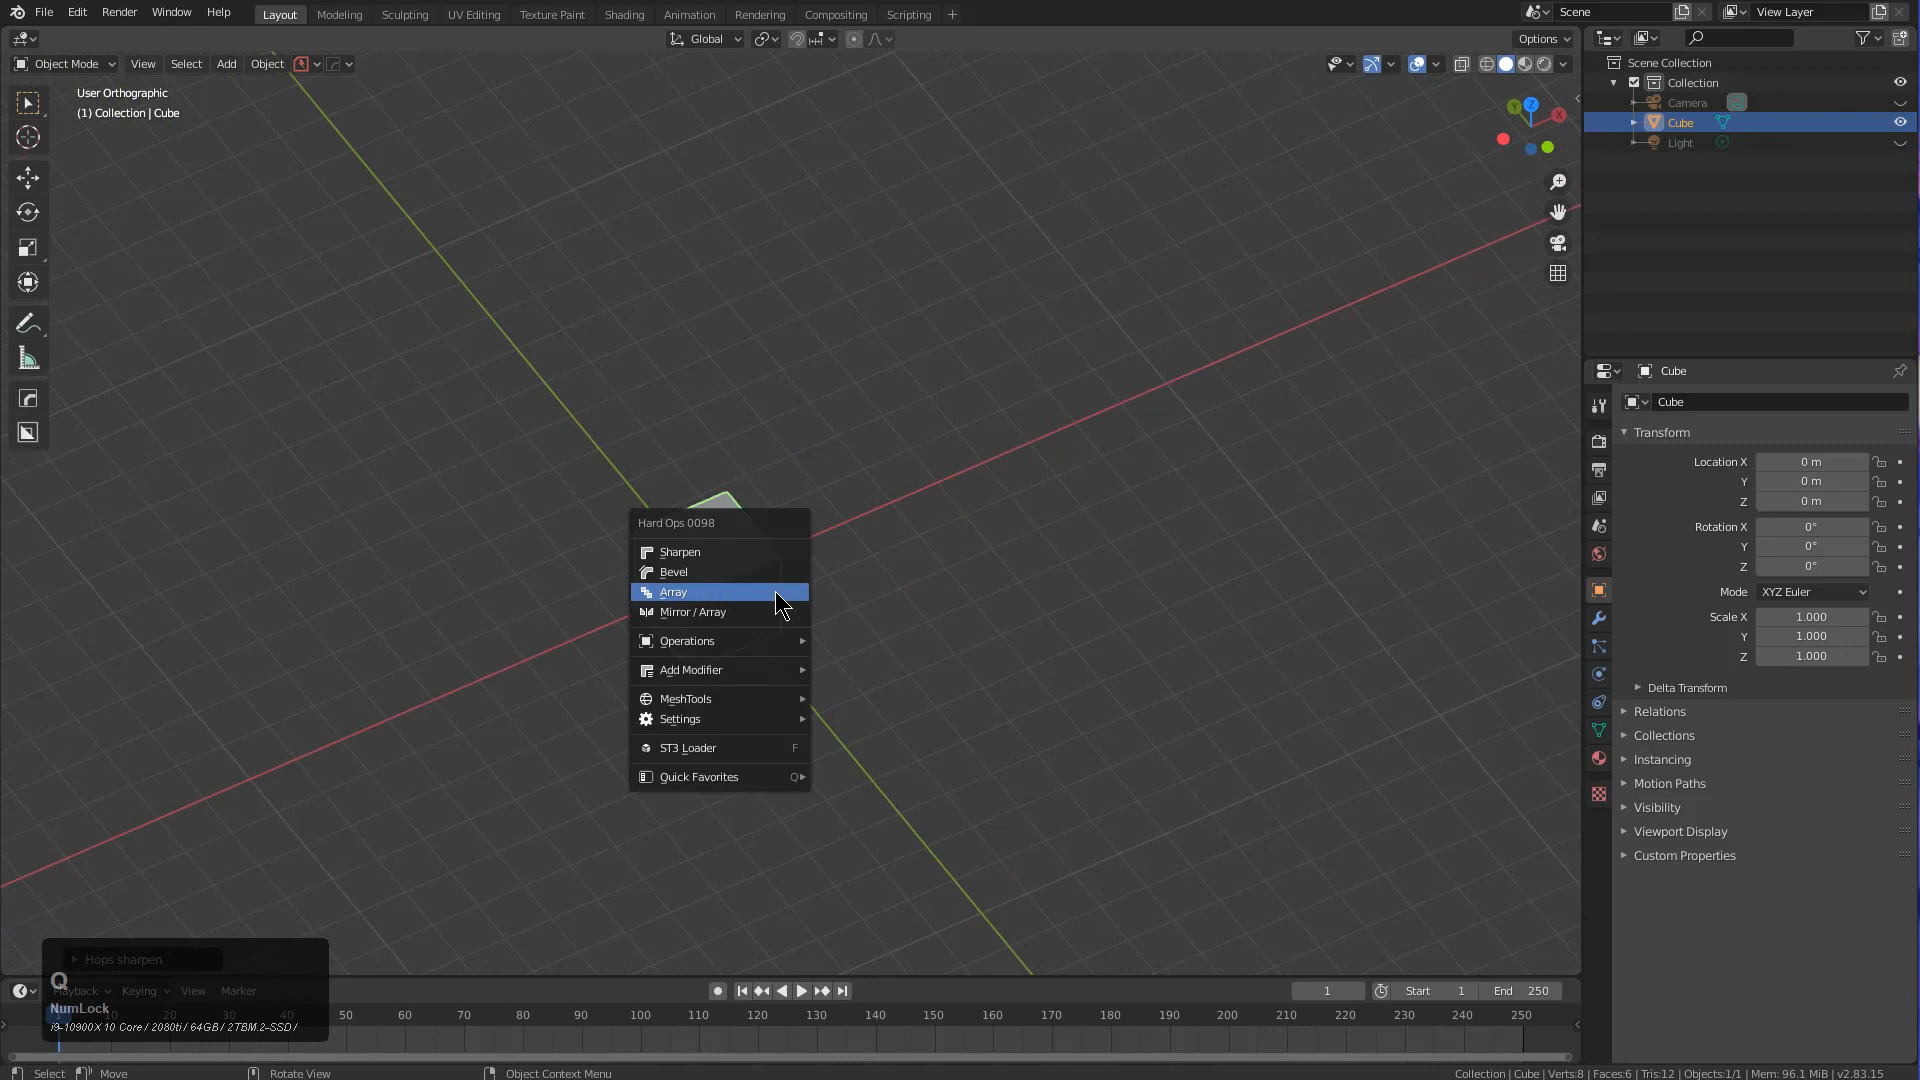 File Edit Render Window Help Layout Modeling Sculpting UV Editing Texture Paint Shading Animation Rendering Compositing Scripting + Scene View Layer
Global Options
Object Mode View Select Add Object
User Orthographic
(1) Collection | Cube
Z
Y
X
Scene Collection
Collection
Camera
Cube
Light
Hard Ops 0098
Sharpen
Bevel
Array
Mirror / Array
Operations
Add Modifier
MeshTools
Settings
ST3 Loader F
Quick Favorites Q
Cube
Cube
Transform
Location X 0 m
Y 0 m
Z 0 m
Rotation X 0°
Y 0°
Z 0°
Mode XYZ Euler
Scale X 1.000
Y 1.000
Z 1.000
Delta Transform
Relations
Collections
Instancing
Motion Paths
Visibility
Viewport Display
Custom Properties
Hops sharpen
Q
Playback Keying View Marker 1 Start 1 End 250
NumLock
1 10 20 30 40 50 60 70 80 90 100 110 120 130 140 150 160 170 180 190 200 210 220 230 240 250
i9-10900X 10 Core / 2080ti / 64GB / 2TBM.2-SSD /
Select Move Rotate View Object Context Menu Collection | Cube | Verts:8 | Faces:6 | Tris:12 | Objects:1/1 | Mem: 96.1 MiB | v2.83.15